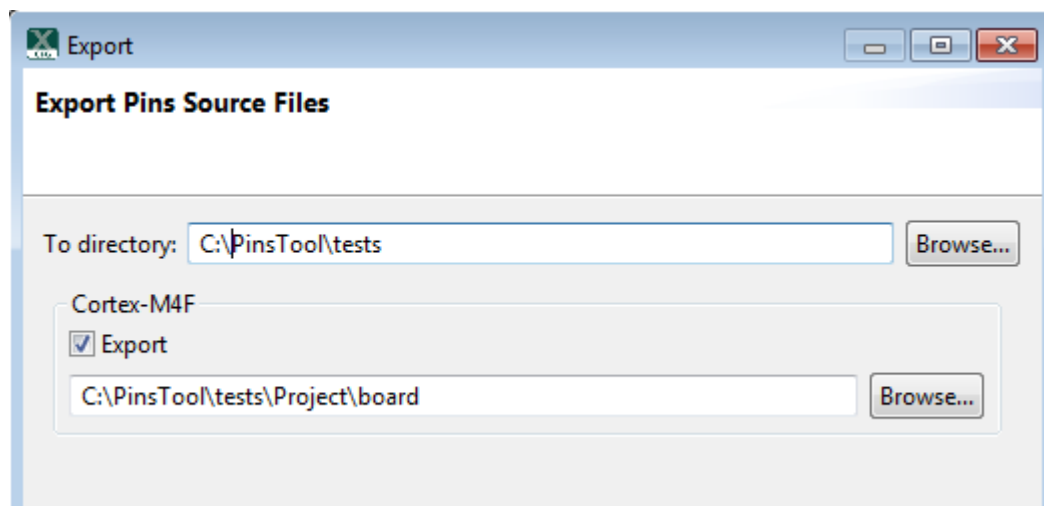 Export
Export Pins Source Files
To directory: C:\PinsTool\tests Browse...
Cortex-M4F
Export
C:\PinsTool\tests\Project\board Browse...